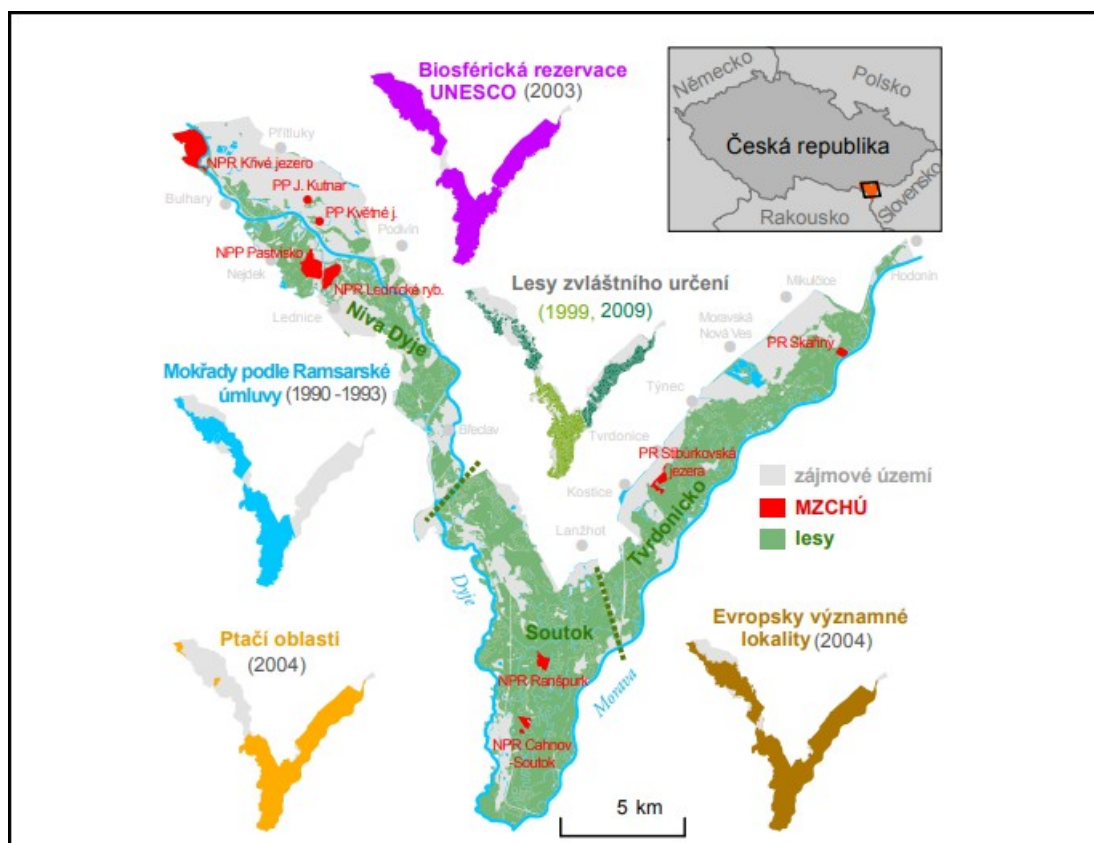 Biosférická rezervace
UNESCO (2003)
Německo
Polsko
Česká republika
Rakousko
Slovensko
Přítluky
NPR Křivé jezero
PP J. Kutnar
Bulhary
PP Květné j.
Podivín
NPP Pastvisko
Nejdek
NPR Lednické ryb.
Lednice
Niva Dyje
Lesy zvláštního určení
(1999, 2009)
Hodonín
Mikulčice
Moravská
Nová Ves
PR Skařiny
Týnec
Mokřady podle Ramsarské
úmluvy (1990 -1993)
Břeclav
Tvrdonice
PR Stibůrkovská
jezera
Kostice
Tvrdonicko
Lanžhot
zájmové území
MZCHÚ
lesy
Dyje
Soutok
NPR Ranšpurk
Morava
NPR Cahnov
-Soutok
Ptačí oblasti
(2004)
Evropsky významné
lokality (2004)
5 km